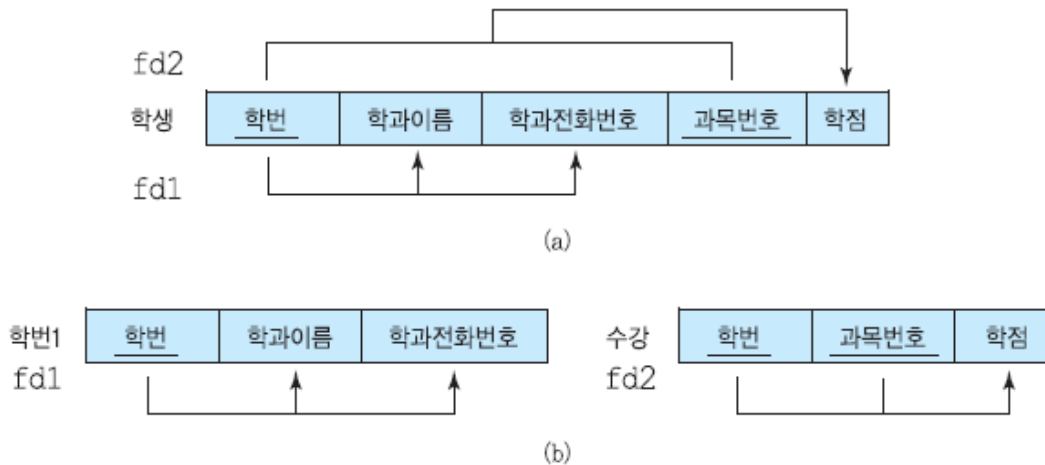 fd2
학생 학번 학과이름 학과전화번호 과목번호 학점
fd1
(a)
학번1 학번 학과이름 학과전화번호
fd1
수강 학번 과목번호 학점
fd2
(b)